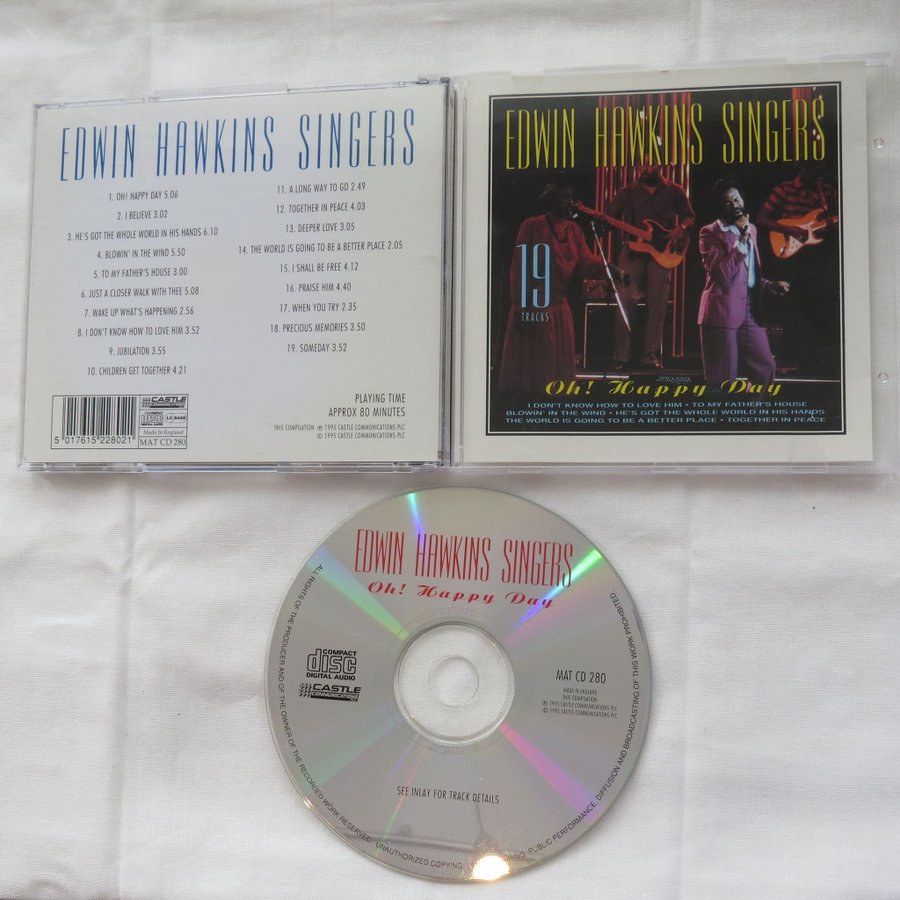 EDWIN HAWKINS SINGERS
1. OH! HAPPY DAY 5.06
2. I BELIEVE 3.02
3. HE'S GOT THE WHOLE WORLD IN HIS HANDS 6.10
4. BLOWIN' IN THE WIND 5.50
5. TO MY FATHER'S HOUSE 3.00
6. JUST A CLOSER WALK WITH THEE 5.08
7. WAKE UP WHAT'S HAPPENING 2.56
8. I DON'T KNOW HOW TO LOVE HIM 3.52
9. JUBILATION 3.55
10. CHILDREN GET TOGETHER 4.21
11. A LONG WAY TO GO 2.49
12. TOGETHER IN PEACE 4.03
13. DEEPER LOVE 3.05
14. THE WORLD IS GOING TO BE A BETTER PLACE 2.05
15. I SHALL BE FREE 4.12
16. PRAISE HIM 4.40
17. WHEN YOU TRY 2.35
18. PRECIOUS MEMORIES 3.50
19. SOMEDAY 3.52
5 017615 228021
CASTLE
COMMUNICATIONS
disc
DIGITAL AUDIO
LC 6448
Made in England
MAT CD 280
PLAYING TIME
APPROX 80 MINUTES
THIS COMPILATION ℗ 1995 CASTLE COMMUNICATIONS PLC
© 1995 CASTLE COMMUNICATIONS PLC
EDWIN HAWKINS SINGERS
19
TRACKS
Oh! Happy Day
I DON'T KNOW HOW TO LOVE HIM · TO MY FATHER'S HOUSE
BLOWIN' IN THE WIND · HE'S GOT THE WHOLE WORLD IN HIS HANDS
THE WORLD IS GOING TO BE A BETTER PLACE · TOGETHER IN PEACE
EDWIN HAWKINS SINGERS
Oh! Happy Day
COMPACT
disc
DIGITAL AUDIO
CASTLE
COMMUNICATIONS
MAT CD 280
MADE IN ENGLAND
THIS COMPILATION
℗ 1995 CASTLE COMMUNICATIONS PLC
© 1995 CASTLE COMMUNICATIONS PLC
SEE INLAY FOR TRACK DETAILS
ALL RIGHTS OF THE PRODUCER AND OF THE OWNER OF THE RECORDED WORK RESERVED. UNAUTHORIZED COPYING, PUBLIC PERFORMANCE, DIFFUSION AND BROADCASTING OF THIS WORK PROHIBITED